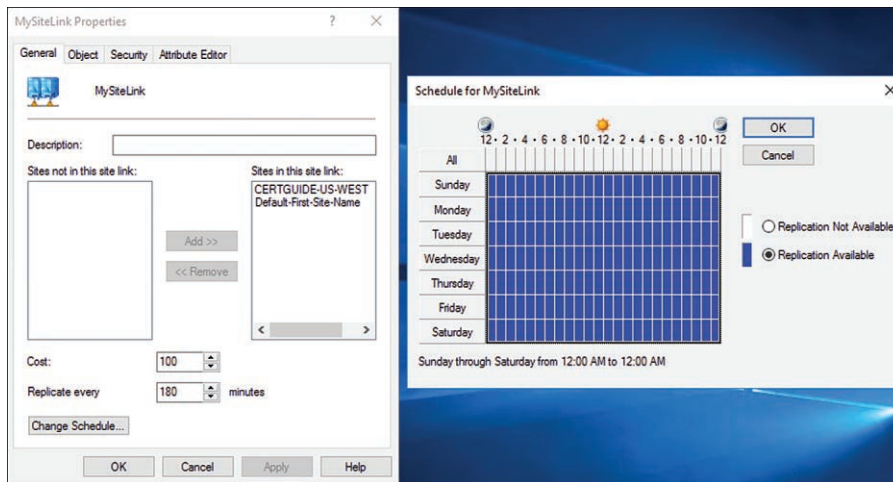 MySiteLink Properties
?
General Object Security Attribute Editor
MySiteLink
Description:
Sites not in this site link:
Sites in this site link:
CERTGUIDE-US-WEST
Default-First-Site-Name
Add >>
<< Remove
Cost:
100
Replicate every
180
minutes
Change Schedule...
OK Cancel Apply Help
Schedule for MySiteLink
12 · 2 · 4 · 6 · 8 · 10 · 12 · 2 · 4 · 6 · 8 · 10 · 12
All
Sunday
Monday
Tuesday
Wednesday
Thursday
Friday
Saturday
OK
Cancel
Replication Not Available
Replication Available
Sunday through Saturday from 12:00 AM to 12:00 AM